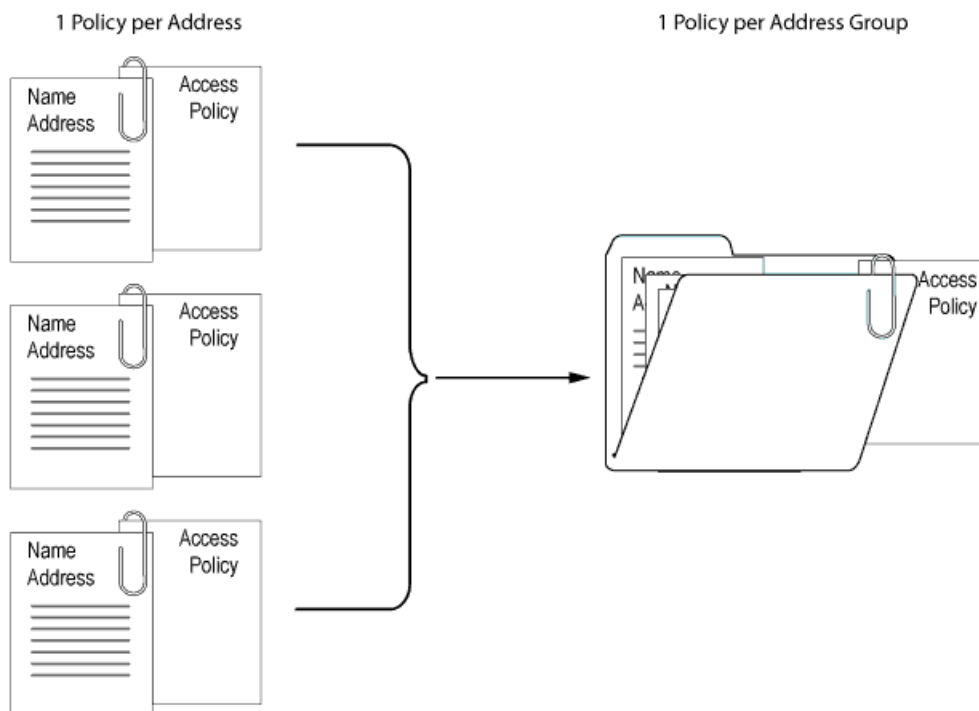 1 Policy per Address
1 Policy per Address Group
Name
Address
Access
Policy
Name
Address
Access
Policy
Name
Address
Access
Policy
Name
Access
Policy